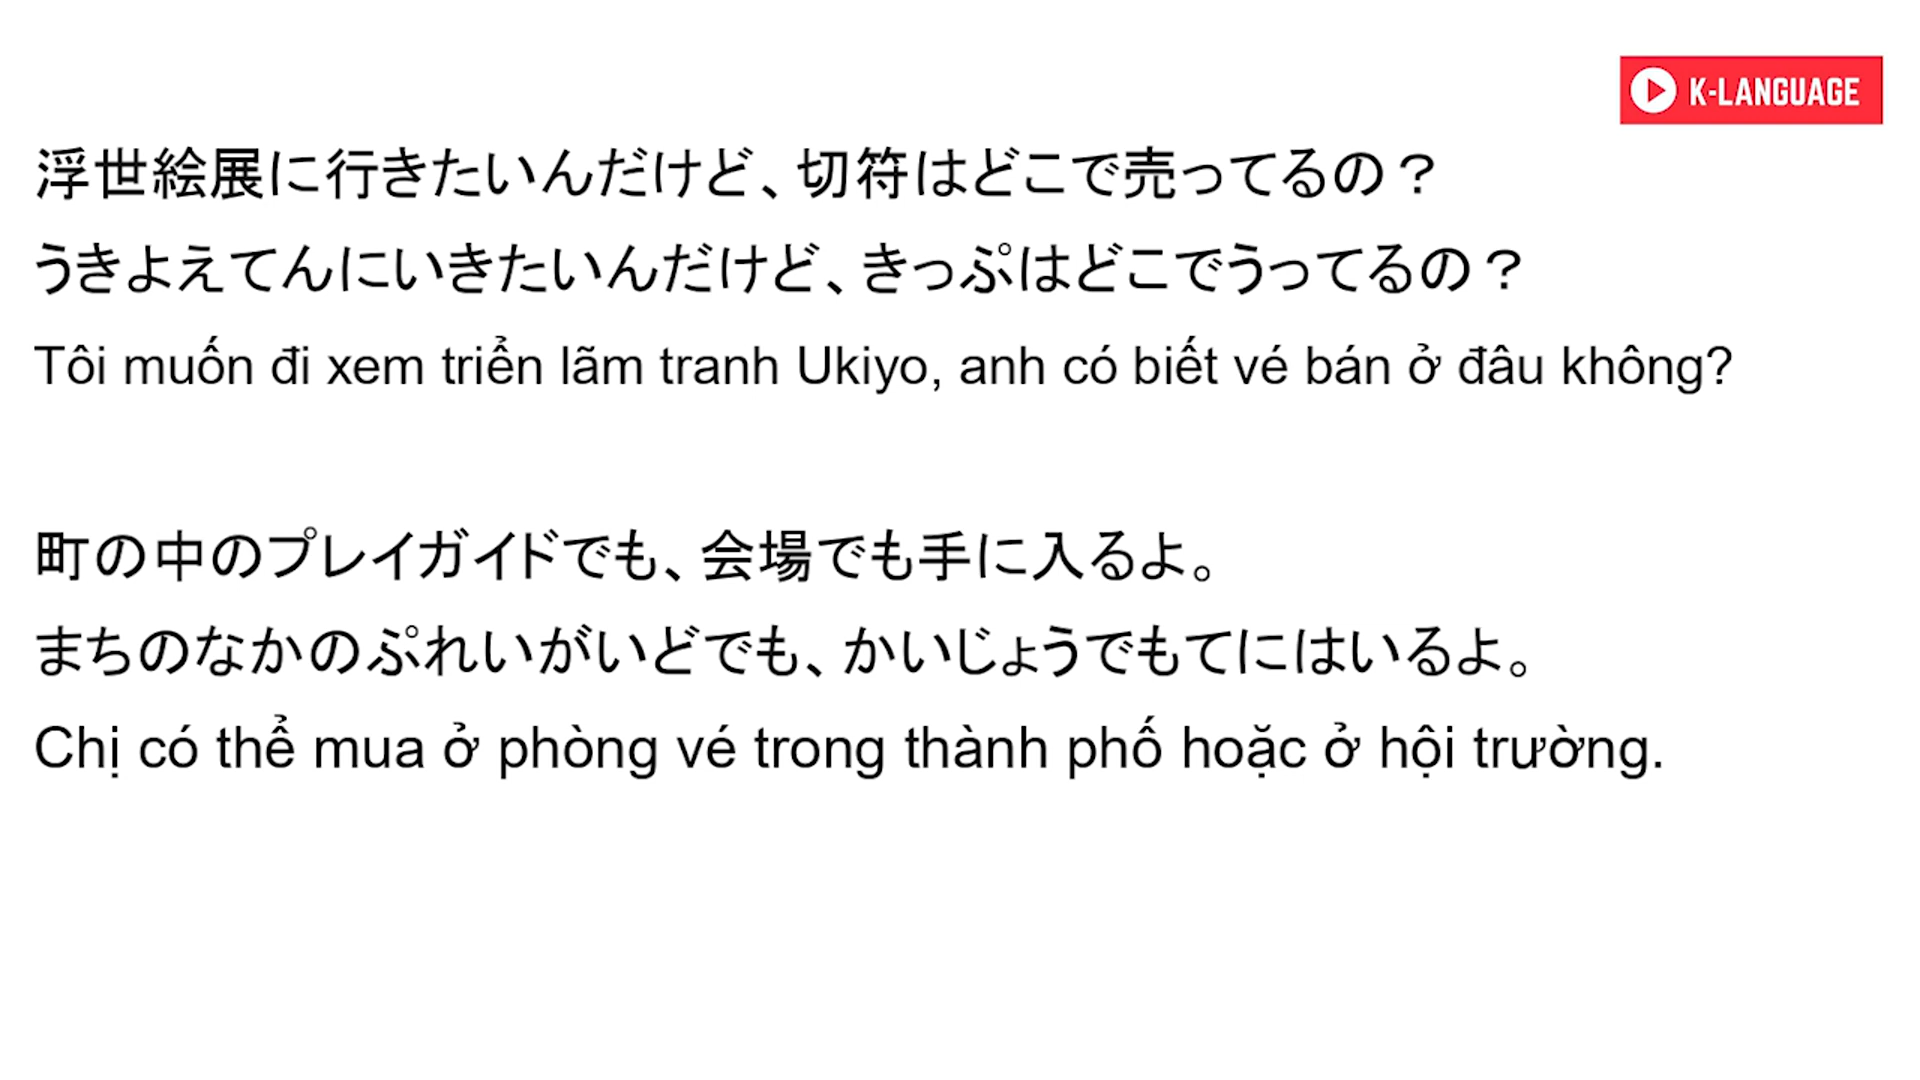 K-LANGUAGE
浮世絵展に行きたいんだけど、切符はどこで売ってるの？
うきよえてんにいきたいんだけど、きっぷはどこでうってるの？
Tôi muốn đi xem triển lãm tranh Ukiyo, anh có biết vé bán ở đâu không?
町の中のプレイガイドでも、会場でも手に入るよ。
まちのなかのぷれいがいどでも、かいじょうでもてにはいるよ。
Chị có thể mua ở phòng vé trong thành phố hoặc ở hội trường.